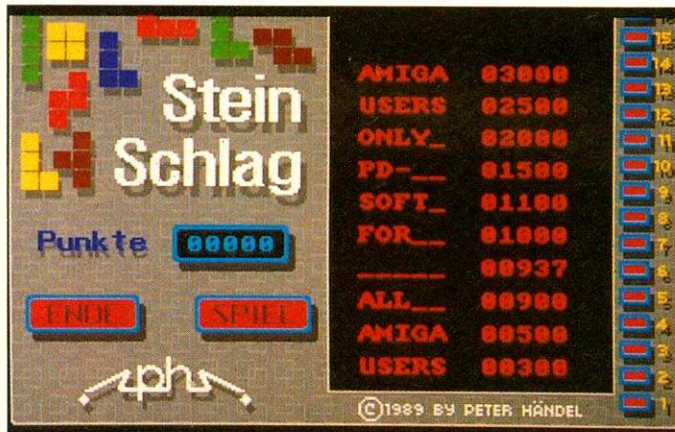 Stein
Schlag
Punkte 00000
ENDE SPIEL
phs
AMIGA 03000
USERS 02500
ONLY_ 02000
PD-__ 01500
SOFT_ 01100
FOR__ 01000
_____ 00937
ALL__ 00900
AMIGA 00500
USERS 00300
©1989 BY PETER HÄNDEL
15
14
13
12
11
10
9
8
7
6
5
4
3
2
1